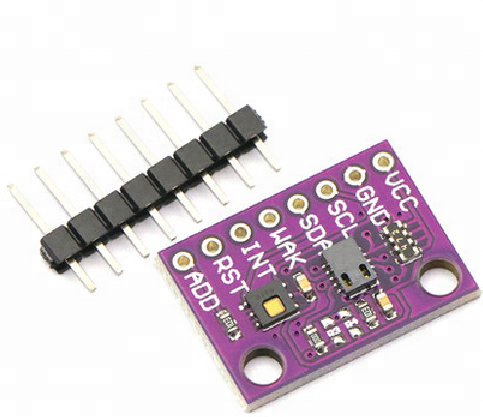 VCC
GND
SCL
SDA
WAK
INT
RST
ADD